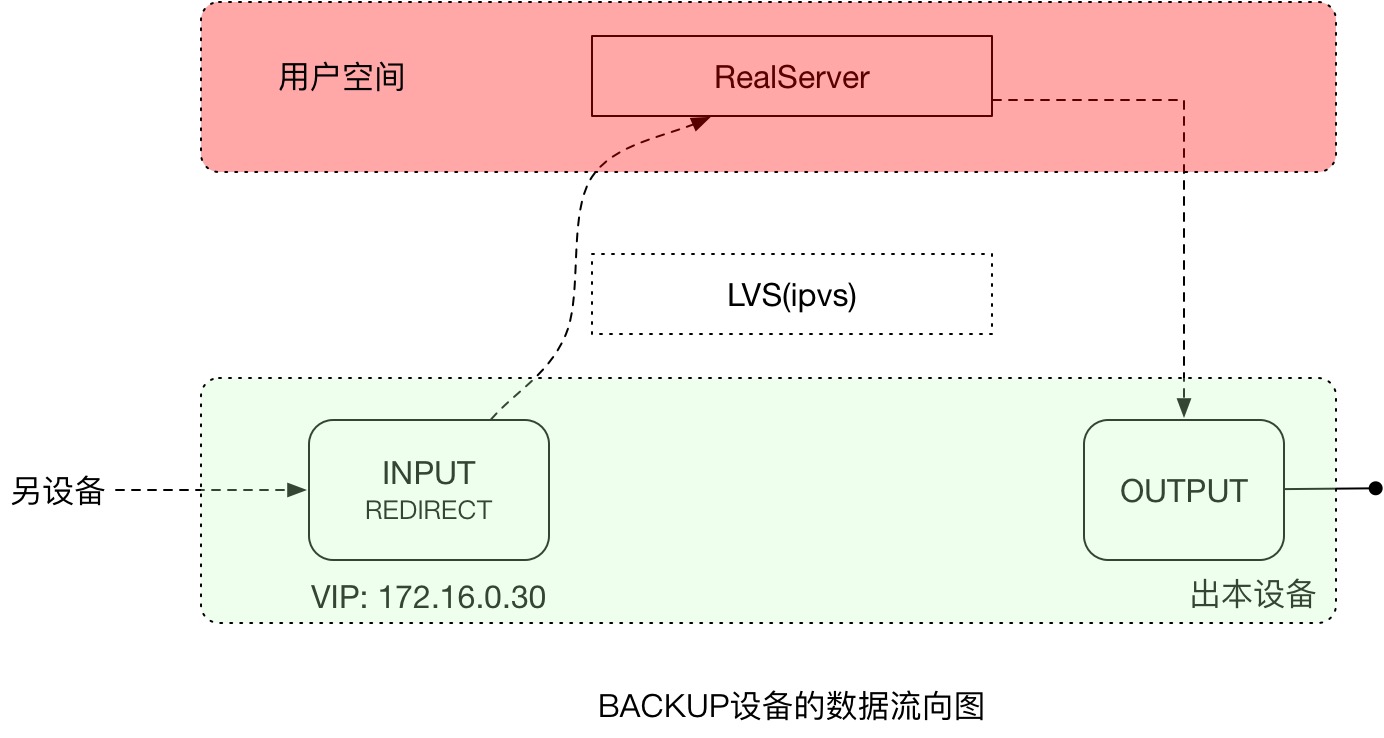 用户空间
RealServer
LVS(ipvs)
另设备
INPUT
REDIRECT
OUTPUT
VIP: 172.16.0.30
出本设备
BACKUP设备的数据流向图